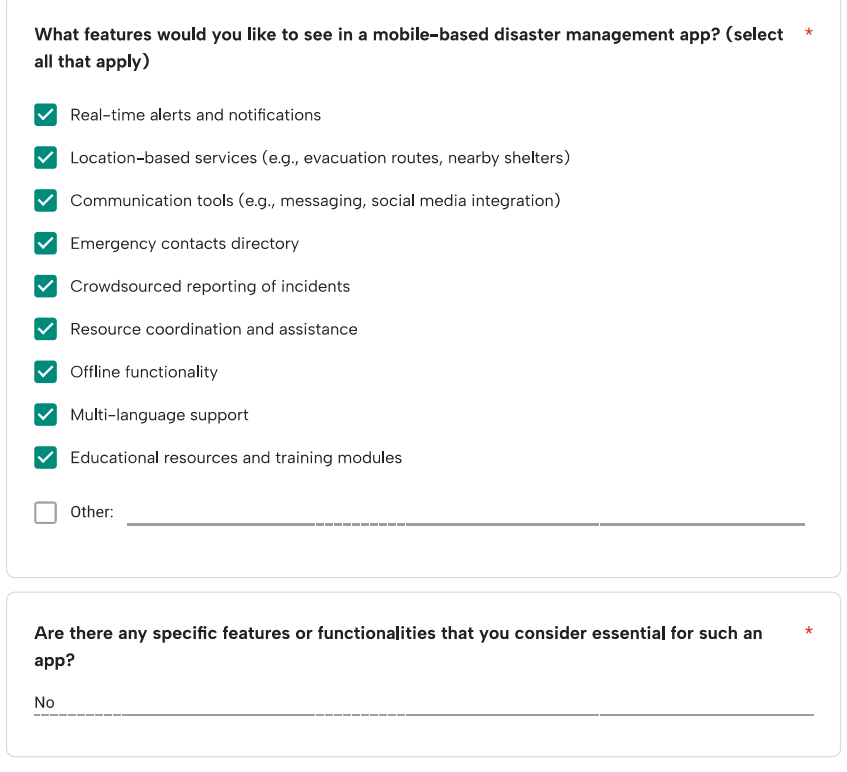 What features would you like to see in a mobile-based disaster management app? (select *
all that apply)
Real-time alerts and notifications
Location-based services (e.g., evacuation routes, nearby shelters)
Communication tools (e.g., messaging, social media integration)
Emergency contacts directory
Crowdsourced reporting of incidents
Resource coordination and assistance
Offline functionality
Multi-language support
Educational resources and training modules
Other:
Are there any specific features or functionalities that you consider essential for such an *
app?
No